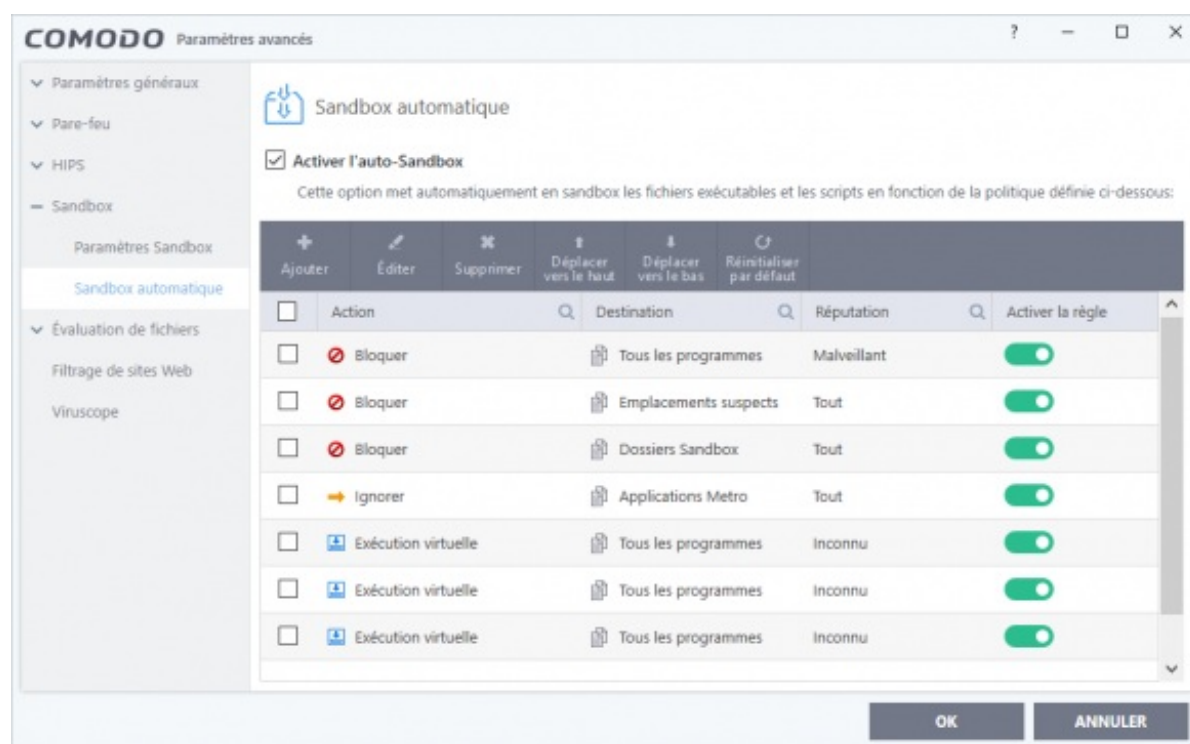 COMODO Paramètres avancés
?
Paramètres généraux
Pare-feu
HIPS
Sandbox
Paramètres Sandbox
Sandbox automatique
Évaluation de fichiers
Filtrage de sites Web
Viruscope
Sandbox automatique
Activer l'auto-Sandbox
Cette option met automatiquement en sandbox les fichiers exécutables et les scripts en fonction de la politique définie ci-dessous:
Ajouter Éditer Supprimer Déplacer vers le haut Déplacer vers le bas Réinitialiser par défaut
Action Destination Réputation Activer la règle
Bloquer Tous les programmes Malveillant
Bloquer Emplacements suspects Tout
Bloquer Dossiers Sandbox Tout
Ignorer Applications Metro Tout
Exécution virtuelle Tous les programmes Inconnu
Exécution virtuelle Tous les programmes Inconnu
Exécution virtuelle Tous les programmes Inconnu
OK ANNULER